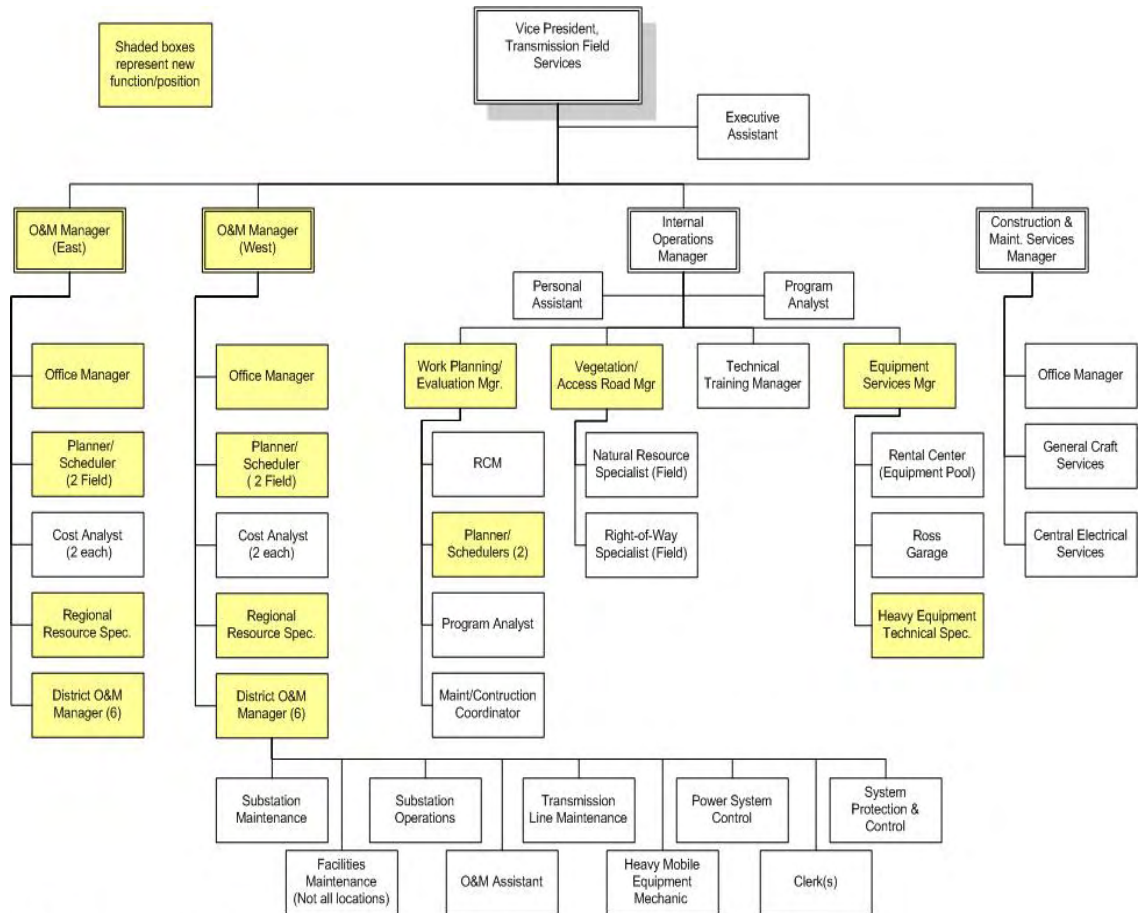 Shaded boxes
represent new
function/position
Vice President,
Transmission Field
Services
Executive
Assistant
O&M Manager
(East)
O&M Manager
(West)
Internal
Operations
Manager
Construction &
Maint. Services
Manager
Personal
Assistant
Program
Analyst
Office Manager
Planner/
Scheduler
(2 Field)
Cost Analyst
(2 each)
Regional
Resource Spec.
District O&M
Manager (6)
Office Manager
Planner/
Scheduler
( 2 Field)
Cost Analyst
(2 each)
Regional
Resource Spec.
District O&M
Manager (6)
Work Planning/
Evaluation Mgr.
RCM
Planner/
Schedulers (2)
Program Analyst
Maint/Contruction
Coordinator
Vegetation/
Access Road Mgr
Natural Resource
Specialist (Field)
Right-of-Way
Specialist (Field)
Technical
Training Manager
Equipment
Services Mgr
Rental Center
(Equipment Pool)
Ross
Garage
Heavy Equipment
Technical Spec.
Office Manager
General Craft
Services
Central Electrical
Services
Substation
Maintenance
Substation
Operations
Transmission
Line Maintenance
Power System
Control
System
Protection &
Control
Facilities
Maintenance
(Not all locations)
O&M Assistant
Heavy Mobile
Equipment
Mechanic
Clerk(s)